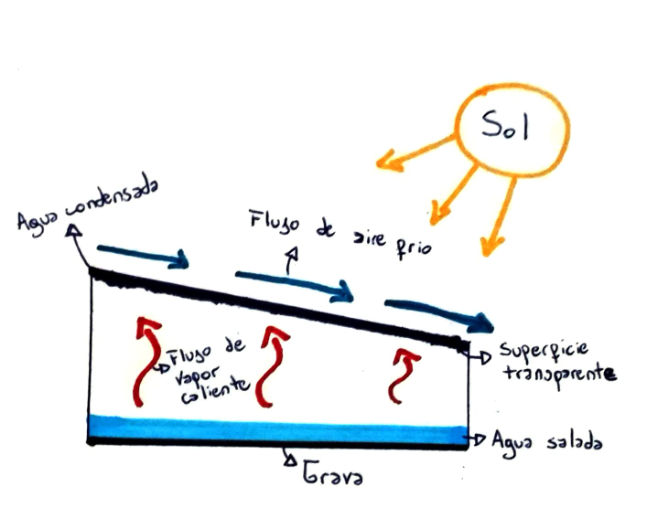 Sol
Agua condensada
Flujo de aire frio
Flujo de
vapor
caliente
Superficie
transparente
Agua salada
Grava